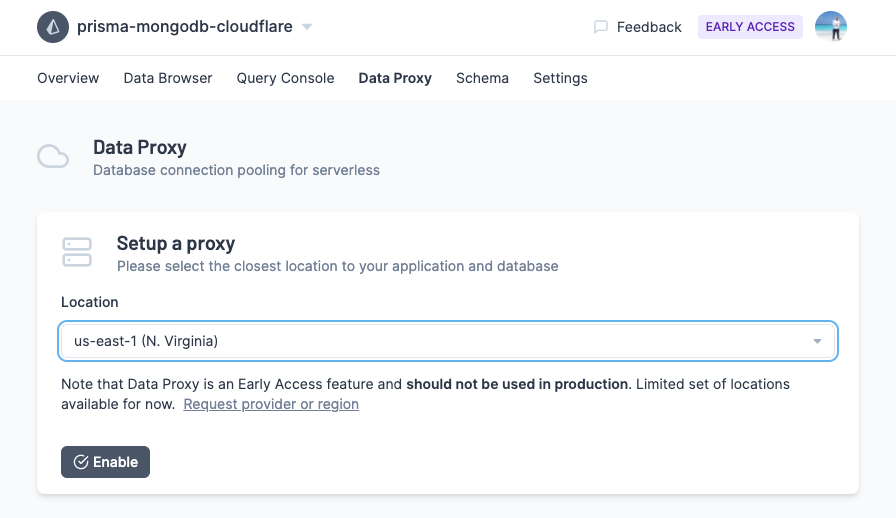 prisma-mongodb-cloudflare
Feedback
EARLY ACCESS
Overview
Data Browser
Query Console
Data Proxy
Schema
Settings
Data Proxy
Database connection pooling for serverless
Setup a proxy
Please select the closest location to your application and database
Location
us-east-1 (N. Virginia)
Note that Data Proxy is an Early Access feature and should not be used in production. Limited set of locations
available for now. Request provider or region
Enable